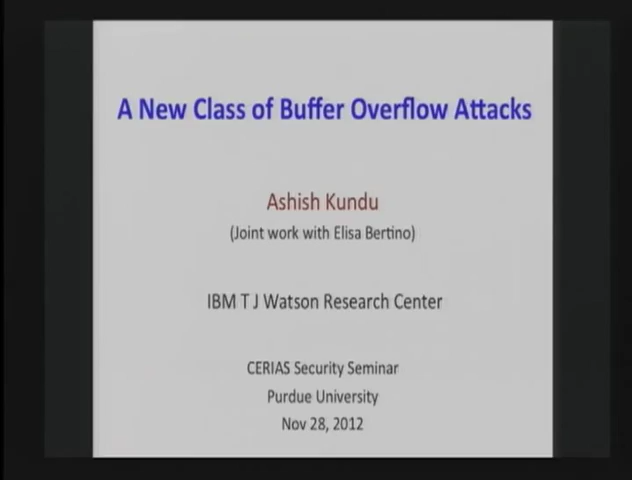 A New Class of Buffer Overflow Attacks
Ashish Kundu
(Joint work with Elisa Bertino)
IBM T J Watson Research Center
CERIAS Security Seminar
Purdue University
Nov 28, 2012